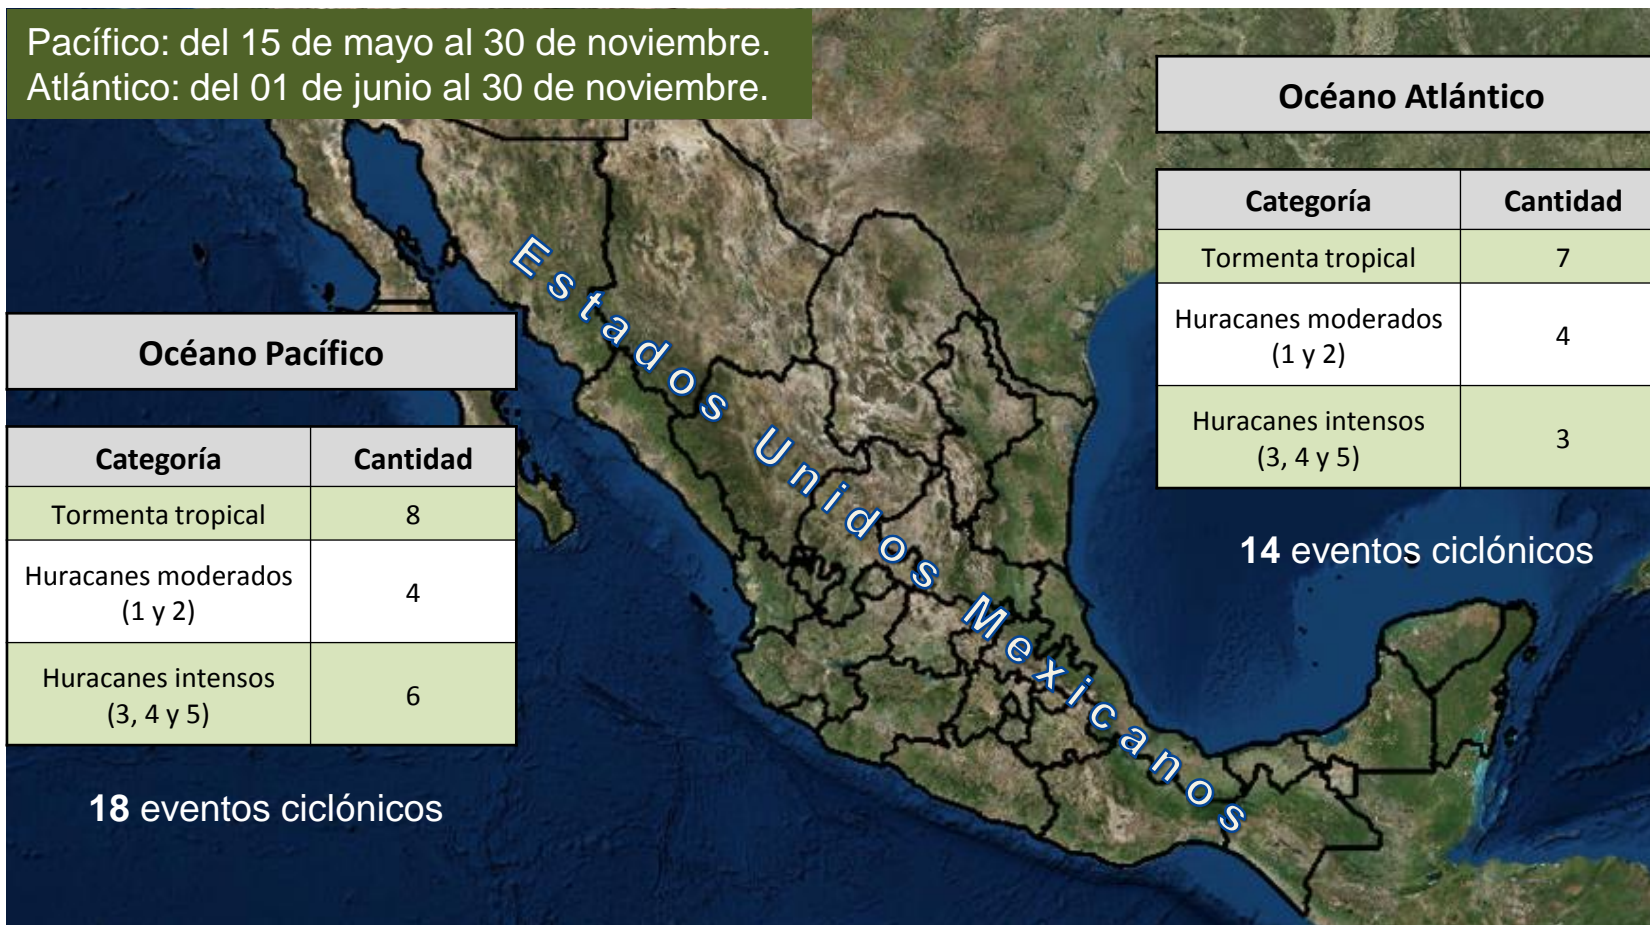 Pacífico: del 15 de mayo al 30 de noviembre.
Atlántico: del 01 de junio al 30 de noviembre.
Océano Atlántico
Categoría Cantidad
Tormenta tropical 7
Huracanes moderados
(1 y 2) 4
Huracanes intensos
(3, 4 y 5) 3
14 eventos ciclónicos
Estados Unidos Mexicanos
Océano Pacífico
Categoría Cantidad
Tormenta tropical 8
Huracanes moderados
(1 y 2) 4
Huracanes intensos
(3, 4 y 5) 6
18 eventos ciclónicos